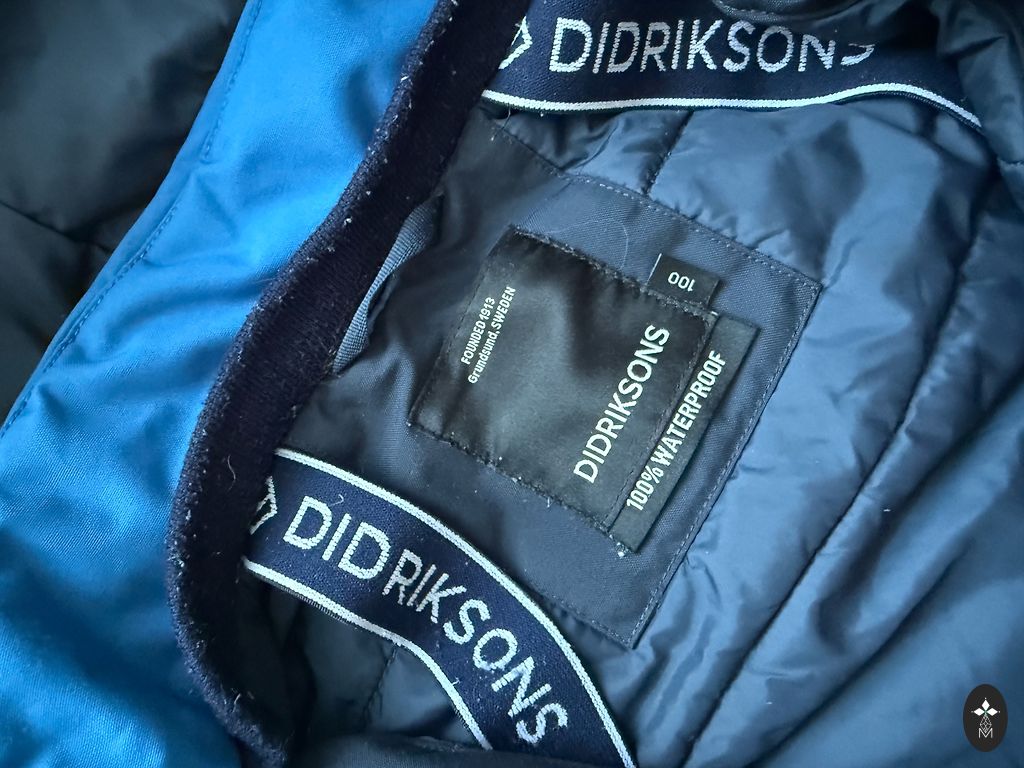 DIDRIKSONS
100
FOUNDED 1913
Grundsund, SWEDEN
DIDRIKSONS
100% WATERPROOF
DIDRIKSONS
M